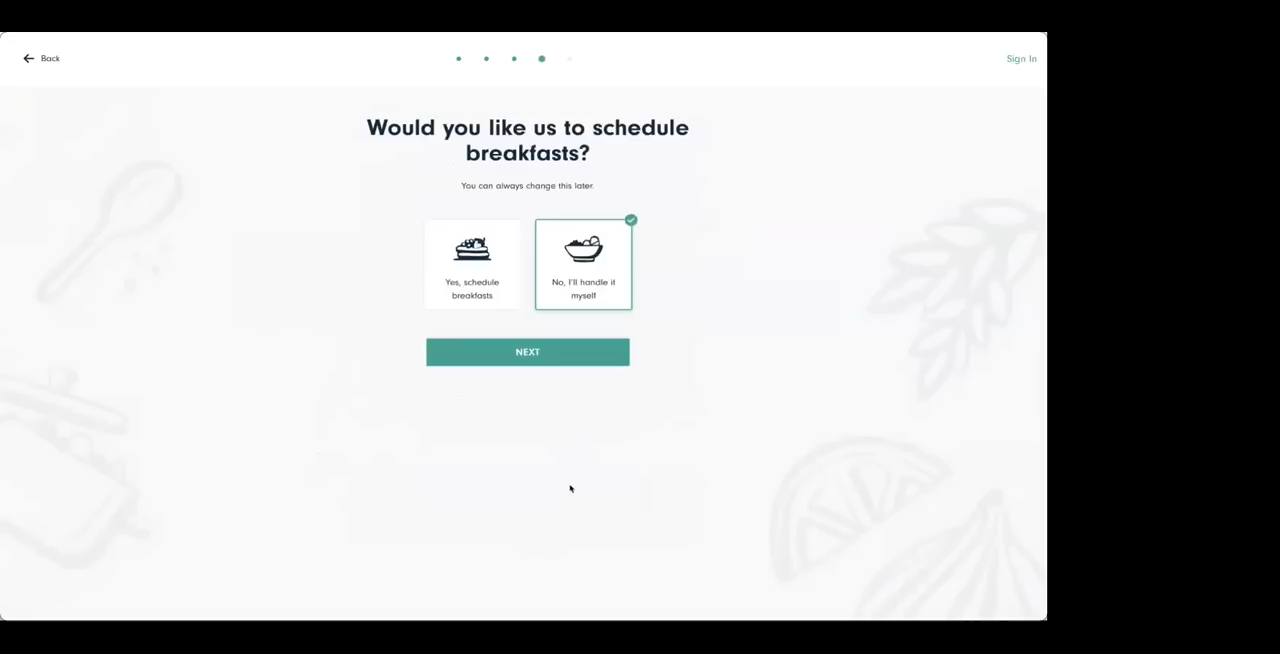 Back
Sign In
Would you like us to schedule
breakfasts?
You can always change this later.
Yes, schedule
breakfasts
No, I'll handle it
myself
NEXT